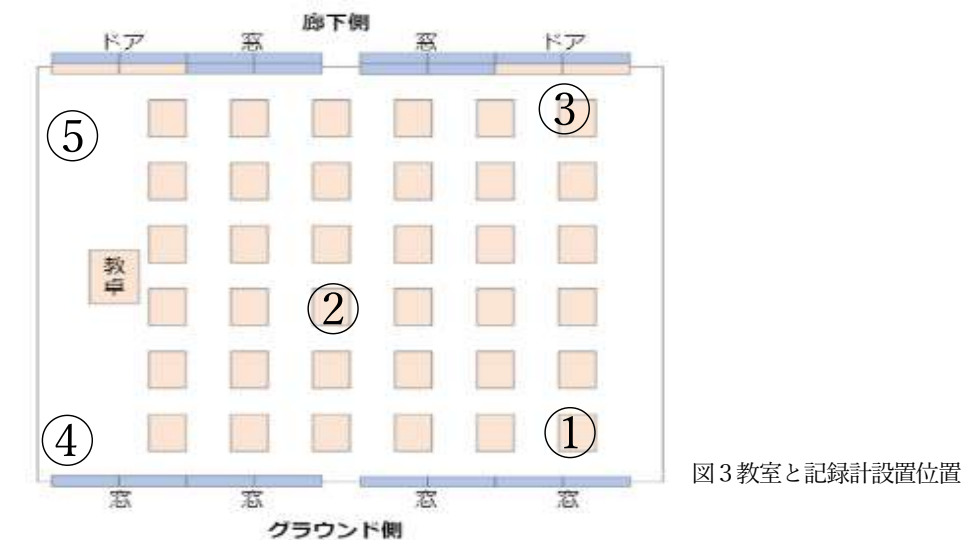 廊下側
ドア 窓 窓 ドア
③
⑤
教卓
②
④
①
図3教室と記録計設置位置
窓 窓 窓 窓
グラウンド側